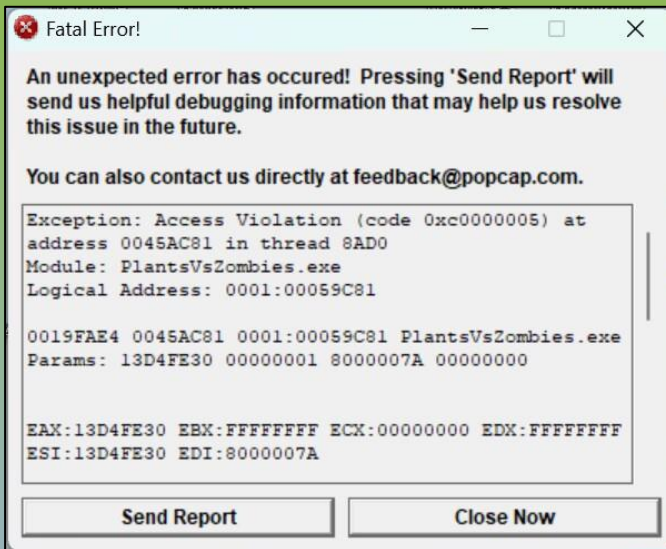 Fatal Error!
An unexpected error has occured!  Pressing 'Send Report' will
send us helpful debugging information that may help us resolve
this issue in the future.
You can also contact us directly at feedback@popcap.com.
Exception: Access Violation (code 0xc0000005) at
address 0045AC81 in thread 8AD0
Module: PlantsVsZombies.exe
Logical Address: 0001:00059C81
0019FAE4 0045AC81 0001:00059C81 PlantsVsZombies.exe
Params: 13D4FE30 00000001 8000007A 00000000
EAX:13D4FE30 EBX:FFFFFFFF ECX:00000000 EDX:FFFFFFFF
ESI:13D4FE30 EDI:8000007A
Send Report
Close Now